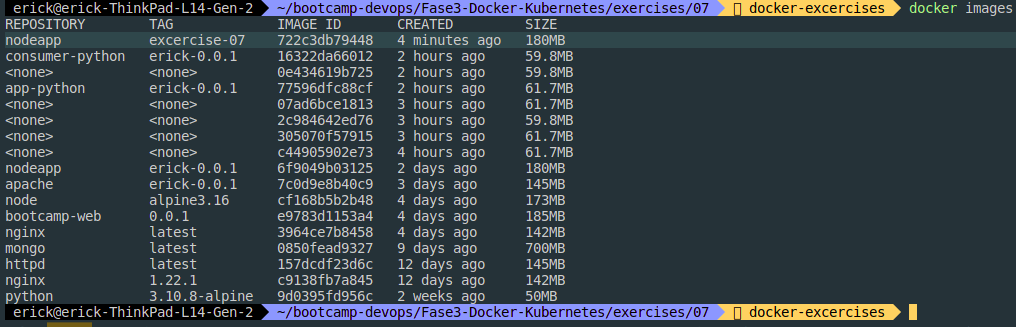 erick@erick-ThinkPad-L14-Gen-2 ~/bootcamp-devops/Fase3-Docker-Kubernetes/exercises/07 docker-excercises docker images
REPOSITORY TAG IMAGE ID CREATED SIZE
nodeapp excercise-07 722c3db79448 4 minutes ago 180MB
consumer-python erick-0.0.1 16322da66012 2 hours ago 59.8MB
<none> <none> 0e434619b725 2 hours ago 59.8MB
app-python erick-0.0.1 77596dfc88cf 2 hours ago 61.7MB
<none> <none> 07ad6bce1813 3 hours ago 61.7MB
<none> <none> 2c984642ed76 3 hours ago 59.8MB
<none> <none> 305070f57915 3 hours ago 61.7MB
<none> <none> c44905902e73 4 hours ago 61.7MB
nodeapp erick-0.0.1 6f9049b03125 2 days ago 180MB
apache erick-0.0.1 7c0d9e8b40c9 3 days ago 145MB
node alpine3.16 cf168b5b2b48 4 days ago 173MB
bootcamp-web 0.0.1 e9783d1153a4 4 days ago 185MB
nginx latest 3964ce7b8458 4 days ago 142MB
mongo latest 0850fead9327 9 days ago 700MB
httpd latest 157dcdf23d6c 12 days ago 145MB
nginx 1.22.1 c9138fb7a845 12 days ago 142MB
python 3.10.8-alpine 9d0395fd956c 2 weeks ago 50MB
erick@erick-ThinkPad-L14-Gen-2 ~/bootcamp-devops/Fase3-Docker-Kubernetes/exercises/07 docker-excercises